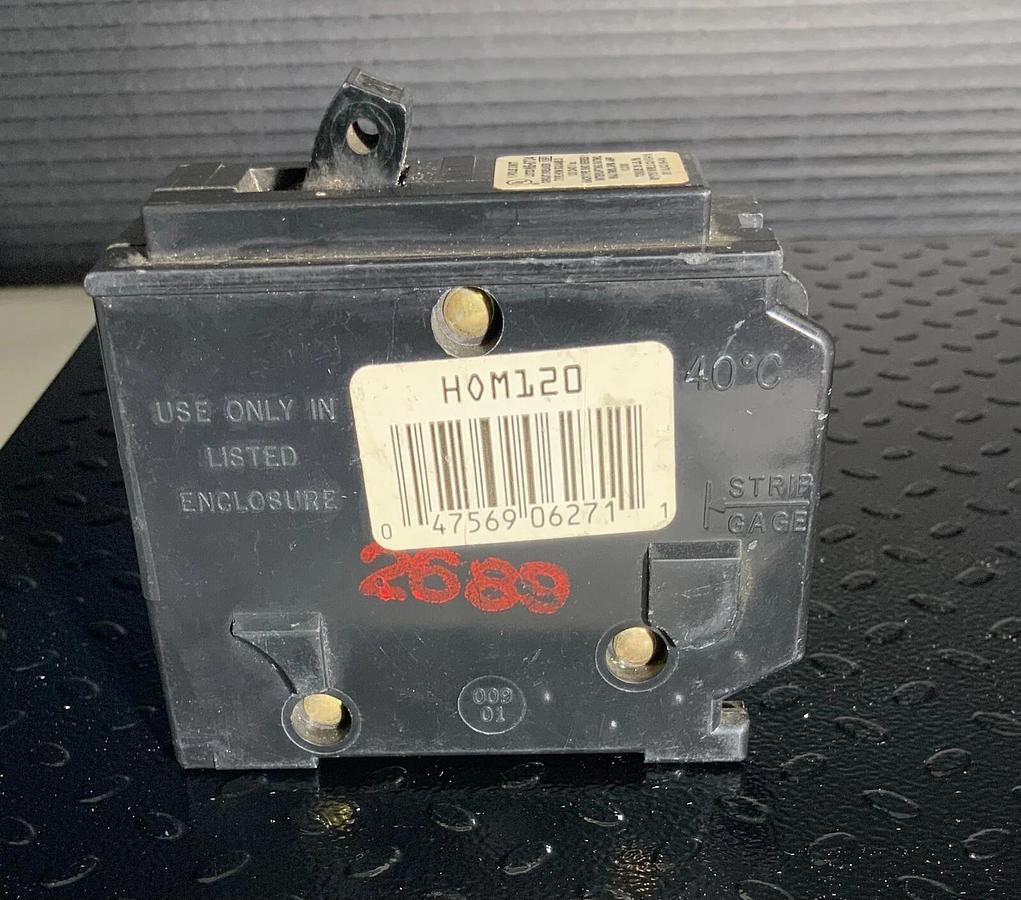 HOM120
40°C
USE ONLY IN
LISTED
ENCLOSURE
0 47569 06271 1
STRIP
GAGE
2689
009
01